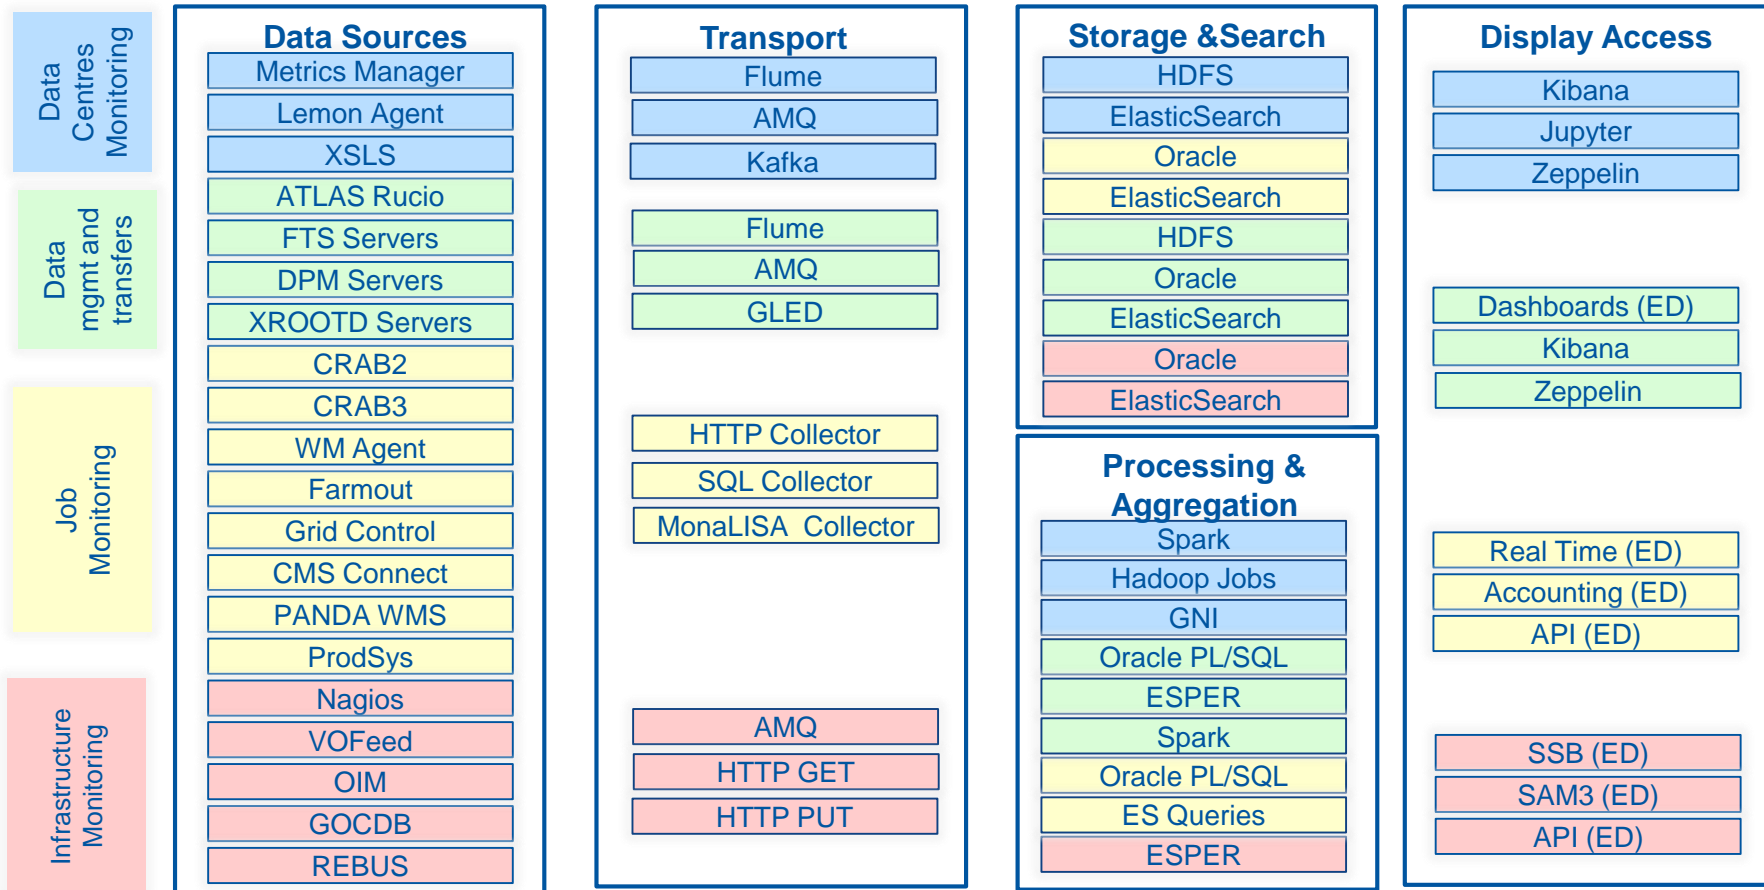 Data
Centres
Monitoring
Data
mgmt and
transfers
Job
Monitoring
Infrastructure
Monitoring
Data Sources
Metrics Manager
Lemon Agent
XSLS
ATLAS Rucio
FTS Servers
DPM Servers
XROOTD Servers
CRAB2
CRAB3
WM Agent
Farmout
Grid Control
CMS Connect
PANDA WMS
ProdSys
Nagios
VOFeed
OIM
GOCDB
REBUS
Transport
Flume
AMQ
Kafka
Flume
AMQ
GLED
HTTP Collector
SQL Collector
MonaLISA Collector
AMQ
HTTP GET
HTTP PUT
Storage &Search
HDFS
ElasticSearch
Oracle
ElasticSearch
HDFS
Oracle
ElasticSearch
Oracle
ElasticSearch
Processing &
Aggregation
Spark
Hadoop Jobs
GNI
Oracle PL/SQL
ESPER
Spark
Oracle PL/SQL
ES Queries
ESPER
Display Access
Kibana
Jupyter
Zeppelin
Dashboards (ED)
Kibana
Zeppelin
Real Time (ED)
Accounting (ED)
API (ED)
SSB (ED)
SAM3 (ED)
API (ED)